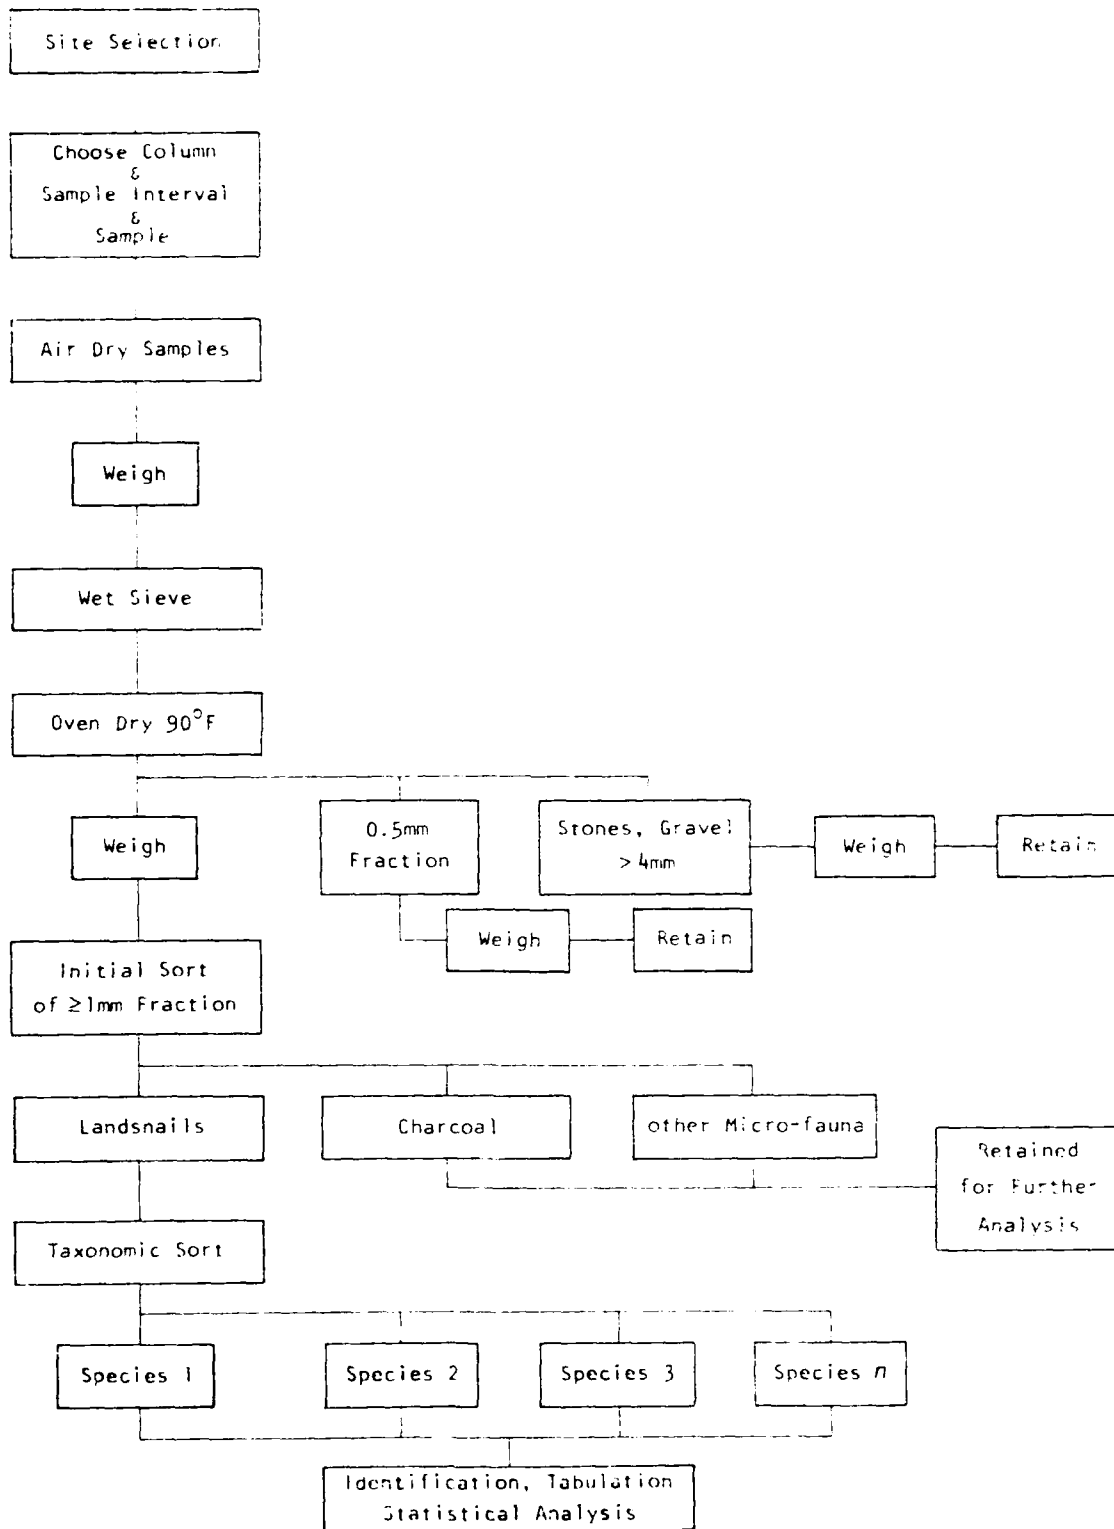 Site Selection
Choose Column
&
Sample Interval
&
Sample
Air Dry Samples
Weigh
Wet Sieve
Oven Dry 90°F
Weigh
0.5mm
Fraction
Stones, Gravel
>4mm
Weigh
Retain
Weigh
Retain
Initial Sort
of ≥1mm Fraction
Landsnails
Charcoal
other Micro-fauna
Retained
for Further
Analysis
Taxonomic Sort
Species 1
Species 2
Species 3
Species n
Identification, Tabulation
Statistical Analysis